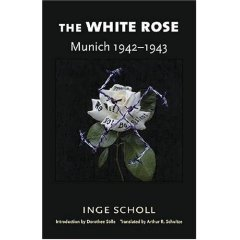 THE WHITE ROSE
Munich 1942–1943
INGE SCHOLL
Introduction by Dorothee Sölle Translated by Arthur R. Schultz